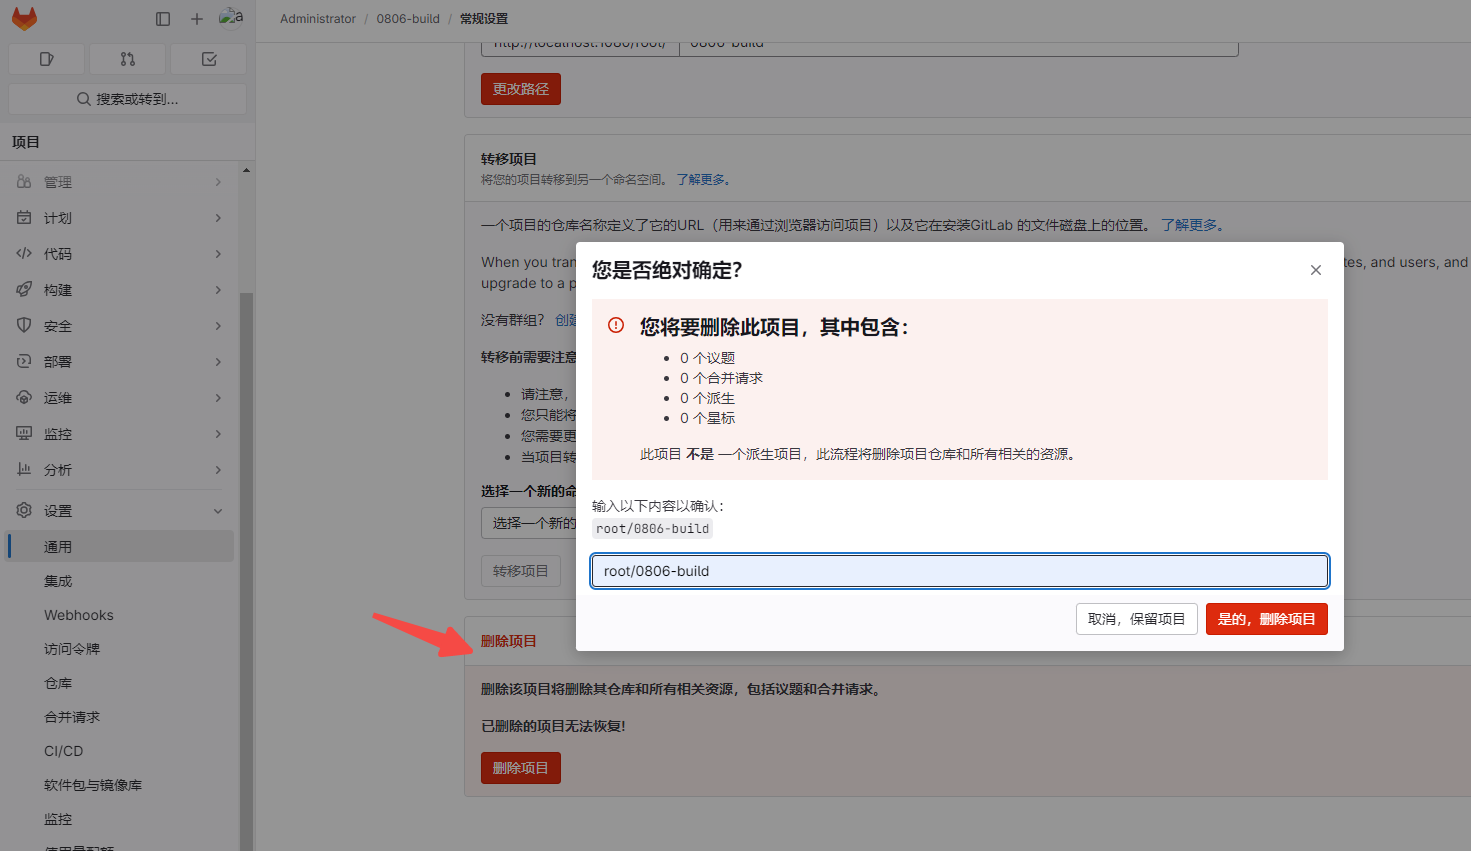 a
Administrator / 0806-build / 常规设置
搜索或转到...
项目
管理
计划
代码
构建
安全
部署
运维
监控
分析
设置
通用
集成
Webhooks
访问令牌
仓库
合并请求
CI/CD
软件包与镜像库
监控
使用量配额
http://localhost:1080/root/
0806-build
更改路径
转移项目
将您的项目转移到另一个命名空间。 了解更多。
一个项目的仓库名称定义了它的URL（用来通过浏览器访问项目）以及它在安装GitLab 的文件磁盘上的位置。 了解更多。
When you tran
tes, and users, and
upgrade to a p
没有群组？ 创建
转移前需要注意
请注意，
您只能将
您需要更
当项目转
选择一个新的命
选择一个新的
转移项目
删除项目
删除该项目将删除其仓库和所有相关资源，包括议题和合并请求。
已删除的项目无法恢复!
删除项目
您是否绝对确定？
您将要删除此项目，其中包含：
0 个议题
0 个合并请求
0 个派生
0 个星标
此项目 不是 一个派生项目，此流程将删除项目仓库和所有相关的资源。
输入以下内容以确认：
root/0806-build
root/0806-build
取消，保留项目
是的，删除项目